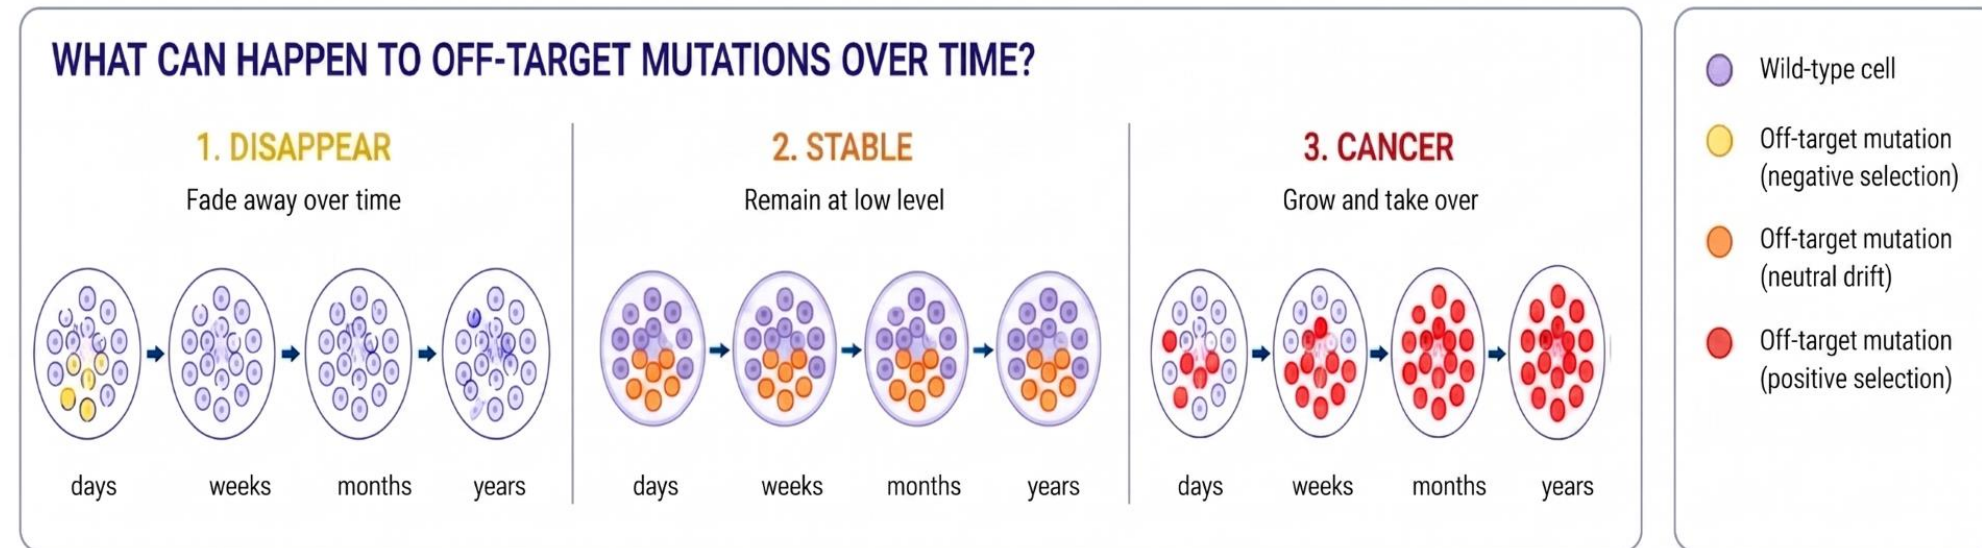 WHAT CAN HAPPEN TO OFF-TARGET MUTATIONS OVER TIME?
1. DISAPPEAR
Fade away over time
days weeks months years
2. STABLE
Remain at low level
days weeks months years
3. CANCER
Grow and take over
days weeks months years
Wild-type cell
Off-target mutation
(negative selection)
Off-target mutation
(neutral drift)
Off-target mutation
(positive selection)